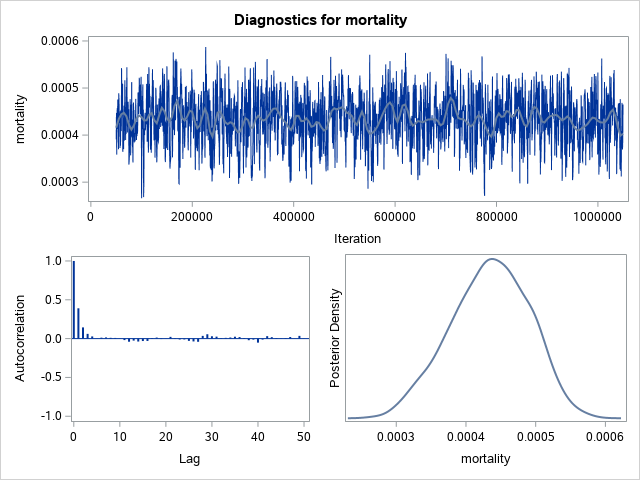 Diagnostics for mortality
0.0006
0.0005
0.0004
0.0003
mortality
0 200000 400000 600000 800000 1000000
Iteration
1.0
0.5
0.0
-0.5
-1.0
Autocorrelation
0 10 20 30 40 50
Lag
Posterior Density
0.0003 0.0004 0.0005 0.0006
mortality